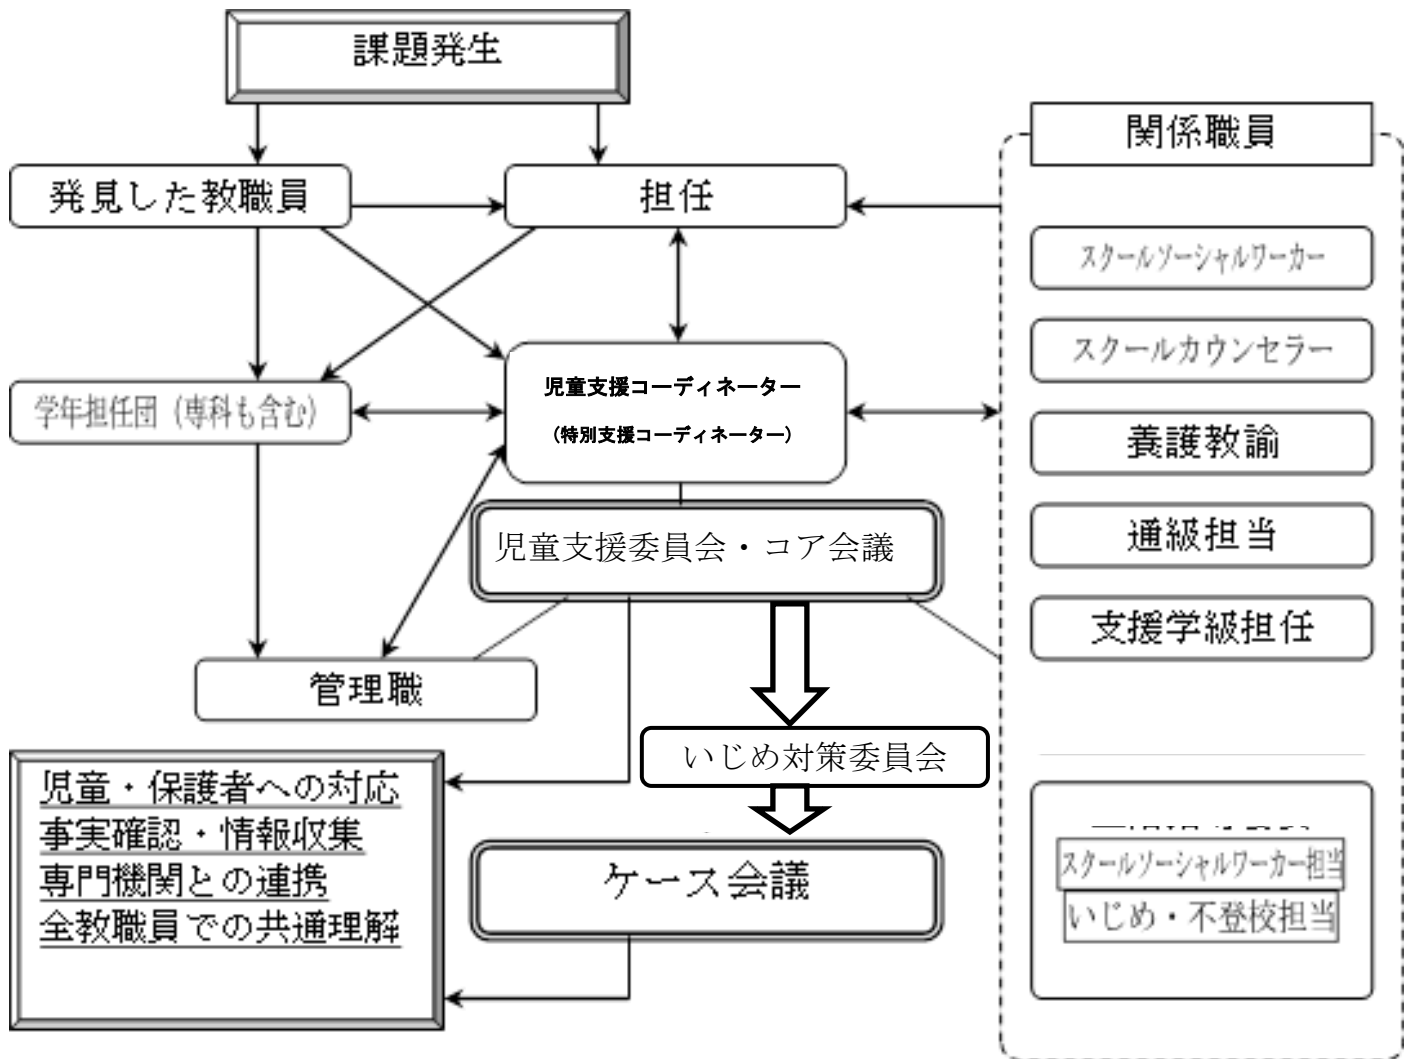 課題発生
関係職員
発見した教職員
担任
スクールソーシャルワーカー
スクールカウンセラー
児童支援コーディネーター
(特別支援コーディネーター)
学年担任団（専科も含む）
養護教諭
通級担当
児童支援委員会・コア会議
支援学級担任
管理職
いじめ対策委員会
児童・保護者への対応
事実確認・情報収集
専門機関との連携
全教職員での共通理解
ケース会議
スクールソーシャルワーカー担当
いじめ・不登校担当